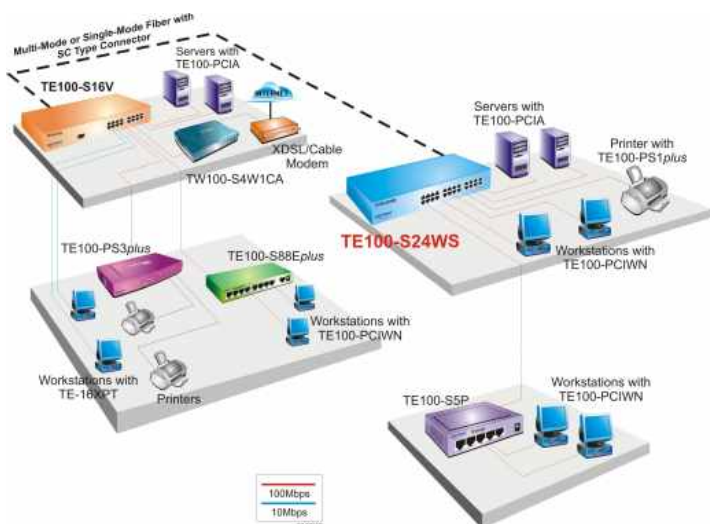 Multi-Mode or Single-Mode Fiber with
SC Type Connector
TE100-S16V
Servers with
TE100-PCIA
INTERNET
XDSL/Cable
Modem
TW100-S4W1CA
Servers with
TE100-PCIA
Printer with
TE100-PS1plus
TE100-S24WS
Workstations with
TE100-PCIWN
TE100-PS3plus
TE100-S88Eplus
Workstations with
TE100-PCIWN
Workstations with
TE-16XPT
Printers
TE100-S5P
Workstations with
TE100-PCIWN
100Mbps
10Mbps